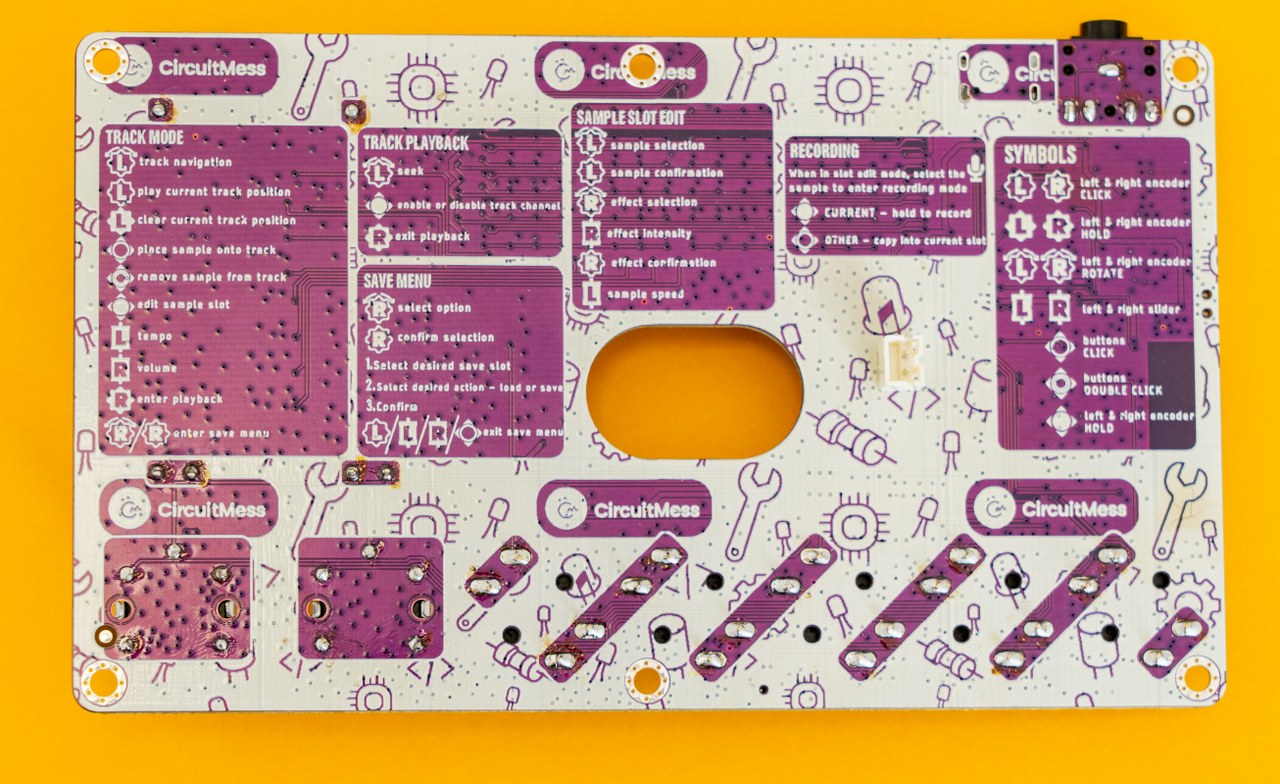 CircuitMess
CircuitMess
TRACK MODE
L track navigation
L play current track position
L clear current track position
place sample onto track
remove sample from track
edit sample slot
L tempo
R volume
R enter playback
R/R enter save menu
TRACK PLAYBACK
L seek
enable or disable track channel
R exit playback
SAVE MENU
R select option
R confirm selection
1.Select desired save slot
2.Select desired action - load or save
3.Confirm
L/L/R/ exit save menu
SAMPLE SLOT EDIT
L sample selection
L sample confirmation
R effect selection
R effect intensity
R effect confirmation
L sample speed
RECORDING
When in slot edit mode, select the
sample to enter recording mode
CURRENT - hold to record
OTHER - copy into current slot
SYMBOLS
L R left & right encoder
CLICK
L R left & right encoder
HOLD
L R left & right encoder
ROTATE
L R left & right slider
buttons
CLICK
buttons
DOUBLE CLICK
left & right encoder
HOLD
CircuitMess
CircuitMess
CircuitMess